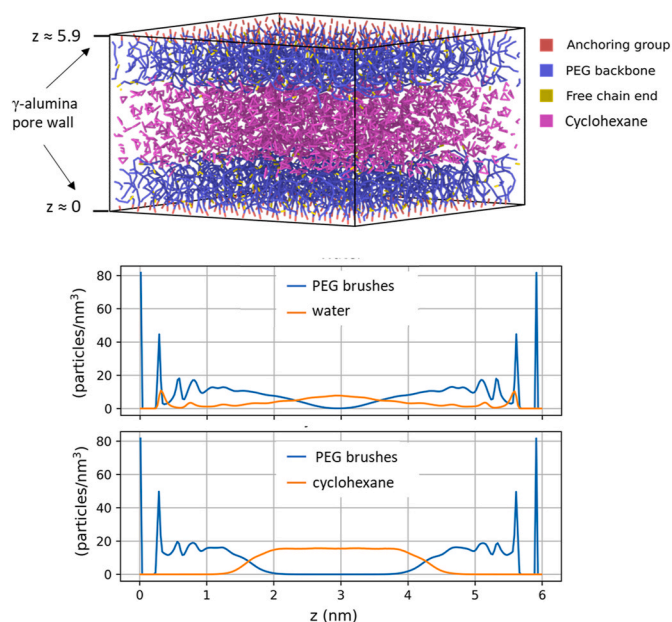 z ≈ 5.9
γ-alumina
pore wall
z ≈ 0
Anchoring group
PEG backbone
Free chain end
Cyclohexane
(particles/nm³)
80
60
40
20
0
PEG brushes
water
(particles/nm³)
80
60
40
20
0
PEG brushes
cyclohexane
0 1 2 3 4 5 6
z (nm)